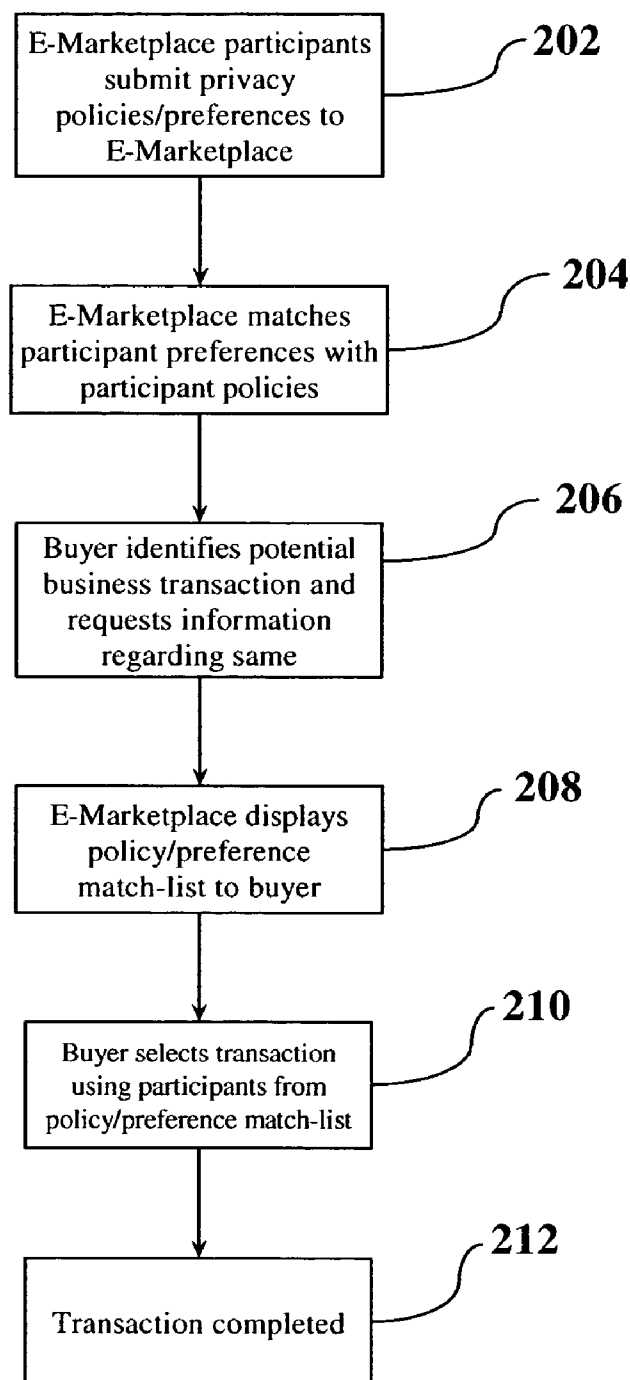 E-Marketplace participants
submit privacy
policies/preferences to
E-Marketplace
202
E-Marketplace matches
participant preferences with
participant policies
204
Buyer identifies potential
business transaction and
requests information
regarding same
206
E-Marketplace displays
policy/preference
match-list to buyer
208
Buyer selects transaction
using participants from
policy/preference match-list
210
Transaction completed
212